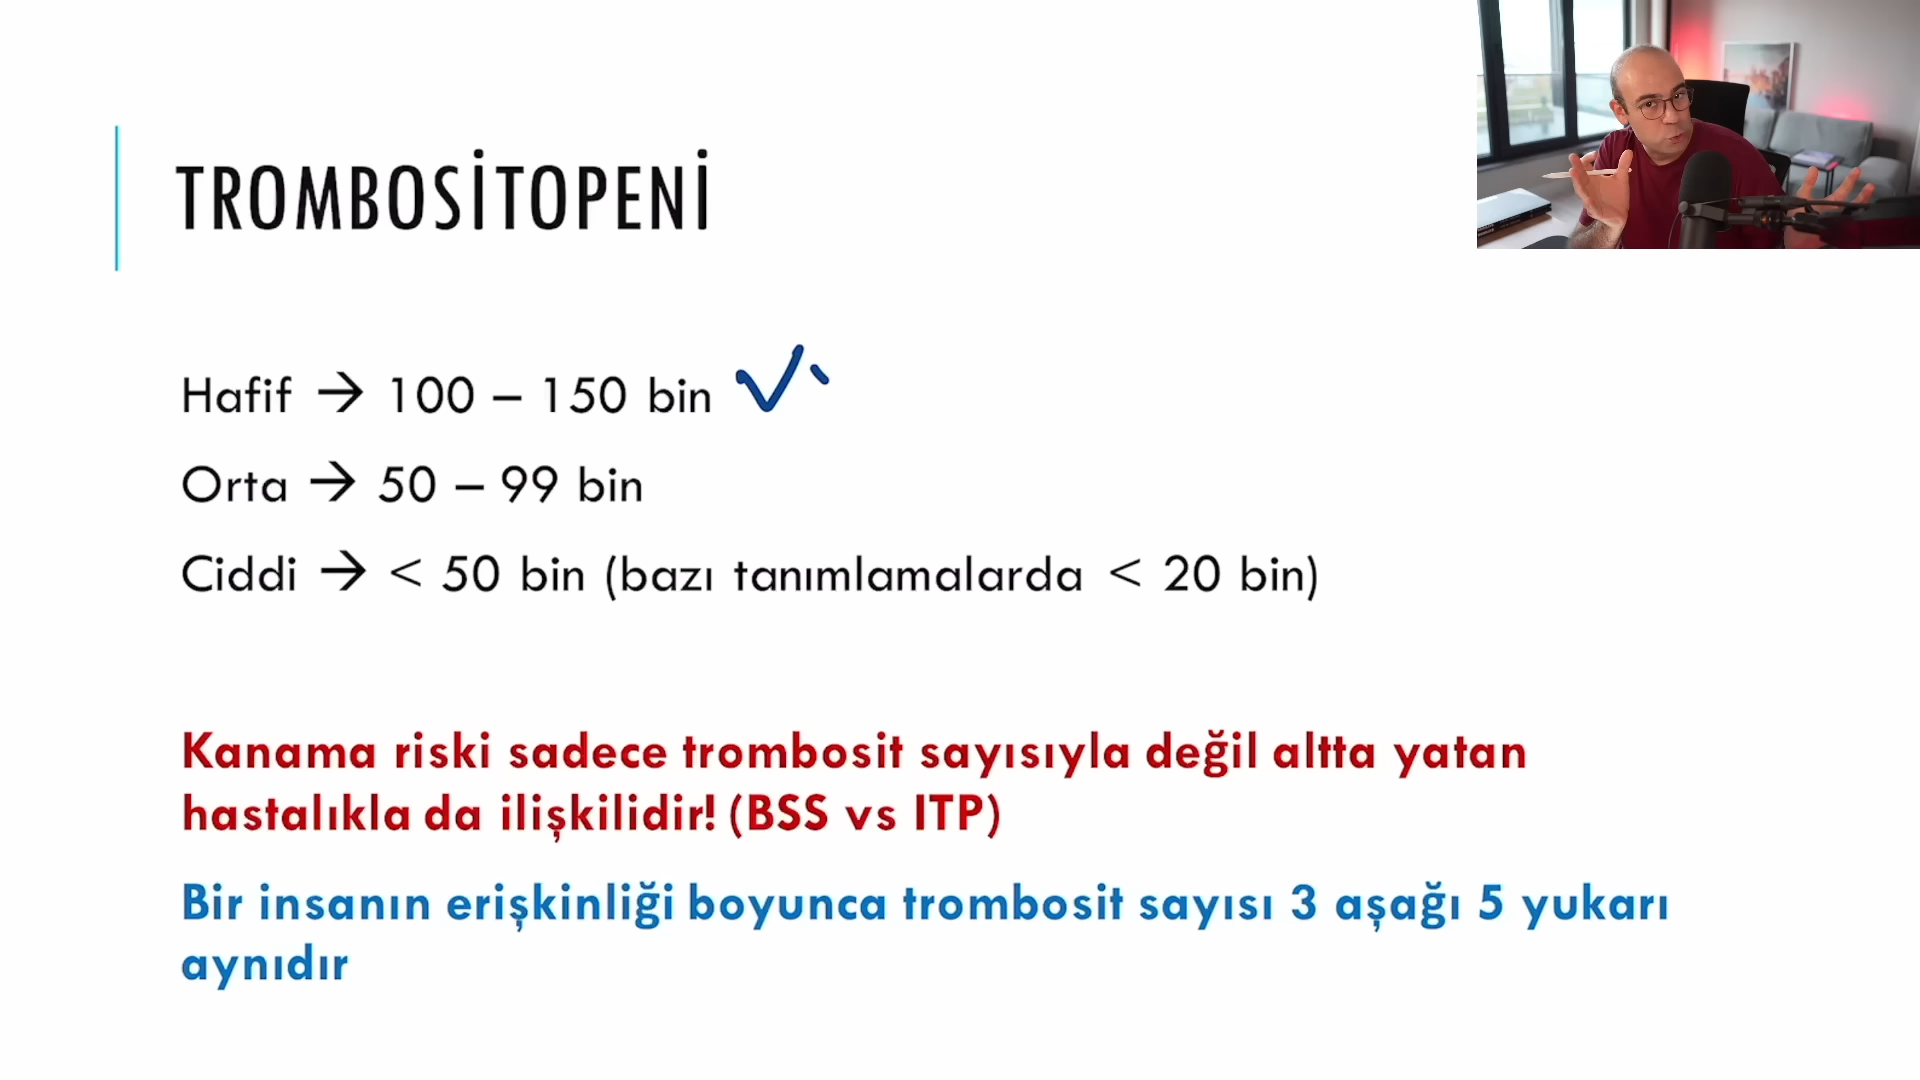 TROMBOSİTOPENİ
Hafif → 100 – 150 bin
Orta → 50 – 99 bin
Ciddi → < 50 bin (bazı tanımlamalarda < 20 bin)
Kanama riski sadece trombosit sayısıyla değil altta yatan
hastalıkla da ilişkilidir! (BSS vs ITP)
Bir insanın erişkinliği boyunca trombosit sayısı 3 aşağı 5 yukarı
aynıdır